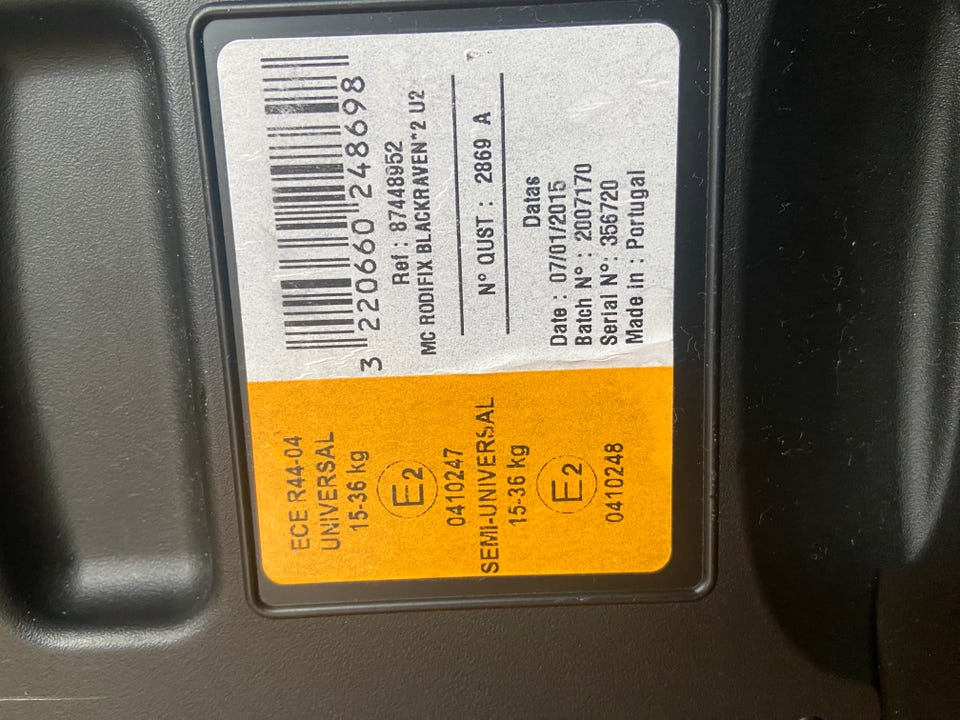 ECE R44-04
UNIVERSAL
15-36 kg
E2
0410247
SEMI-UNIVERSAL
15-36 kg
E2
0410248
3 220660 248698
Ref : 87448952
MC RODIFIX BLACKRAVEN*2 U2
N° QUST : 2869 A
Datas
Date : 07/01/2015
Batch N° : 2007170
Serial N°: 356720
Made in : Portugal